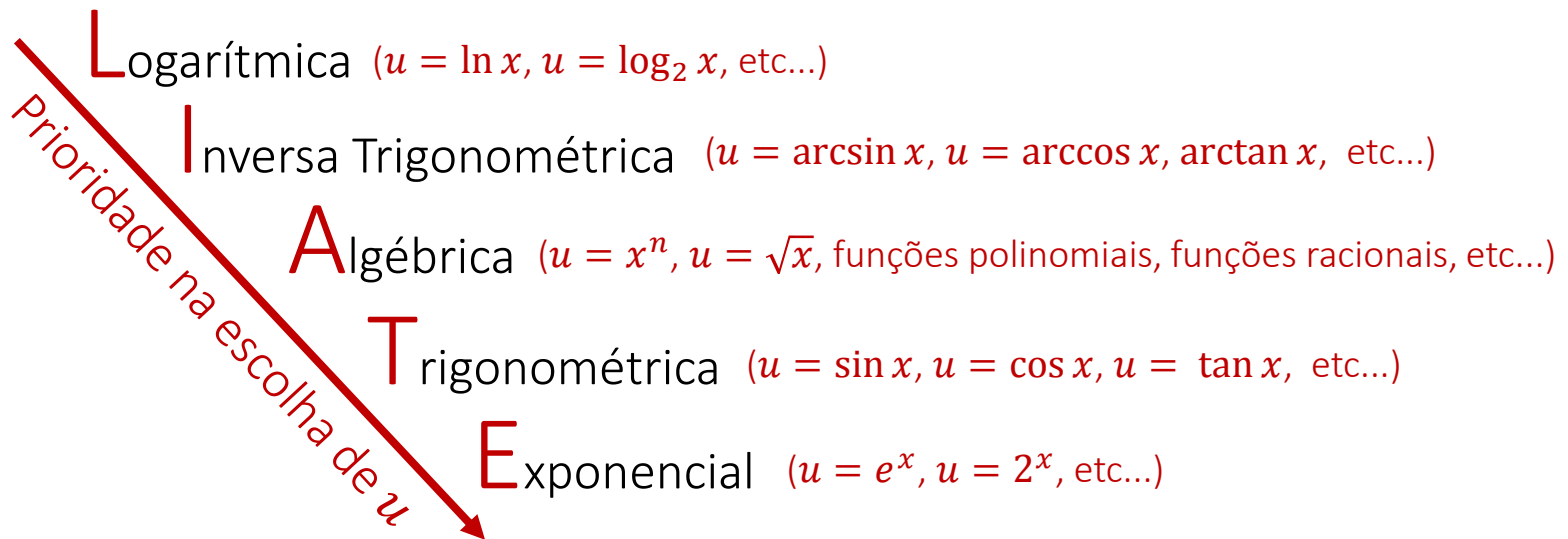 Logarítmica (u = ln x, u = log₂ x, etc...)
Inversa Trigonométrica (u = arcsin x, u = arccos x, arctan x, etc...)
Algébrica (u = xⁿ, u = √x, funções polinomiais, funções racionais, etc...)
Trigonométrica (u = sin x, u = cos x, u = tan x, etc...)
Exponencial (u = eˣ, u = 2ˣ, etc...)
Prioridade na escolha de u